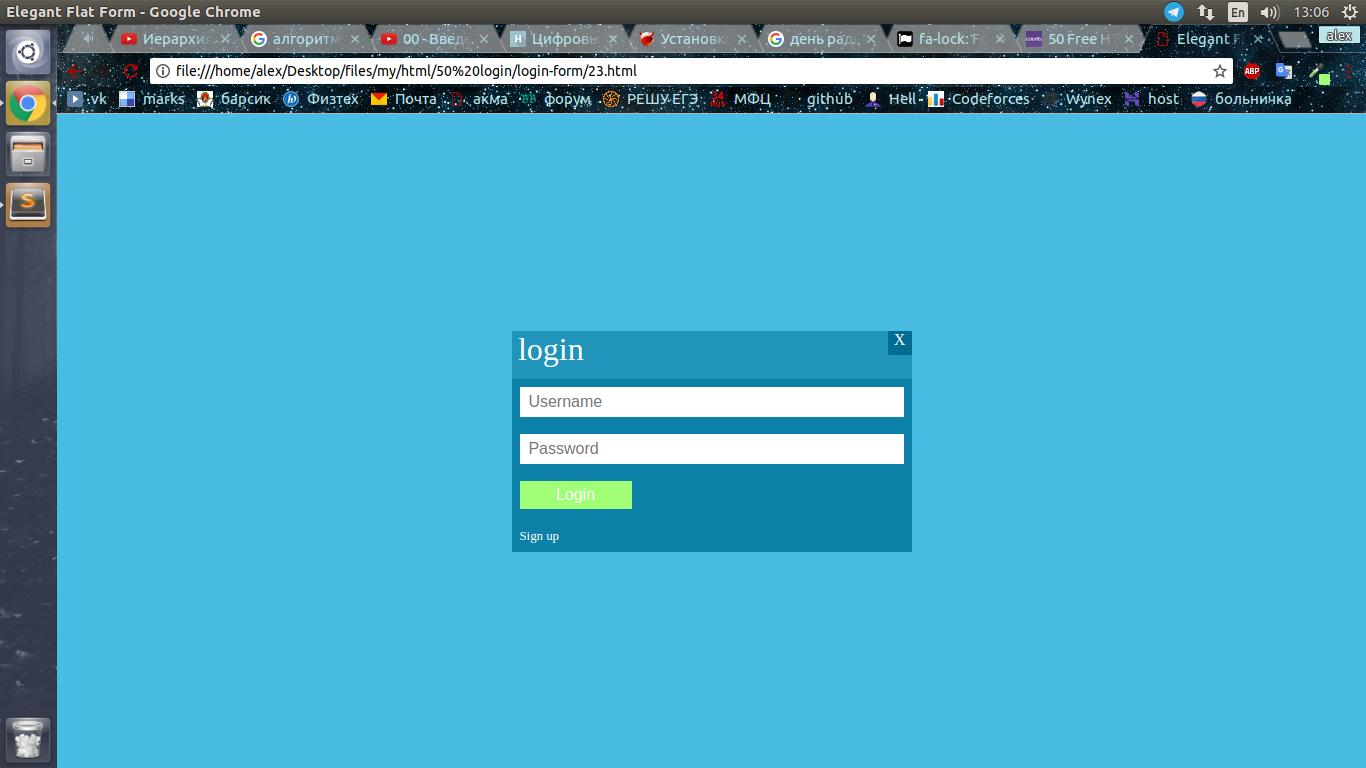 Elegant Flat Form - Google Chrome
En
13:06
Иерархи
алгоритм
00 - Введ
Цифровы
Установк
день рад
fa-lock: Fo
50 Free H
Elegant F
alex
file:///home/alex/Desktop/files/my/html/50%20login/login-form/23.html
ABP
vk
marks
барсик
Физтех
Почта
акма
форум
РЕШУ ЕГЭ
МФЦ
github
Hell
Codeforces
Wynex
host
больничка
login
X
Username
Password
Login
Sign up